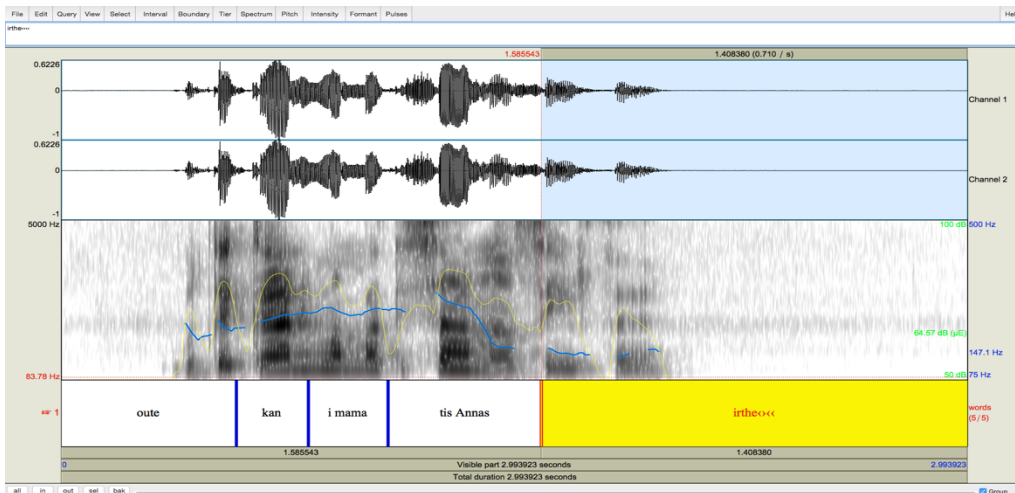 File Edit Query View Select Interval Boundary Tier Spectrum Pitch Intensity Formant Pulses
irthe‹›‹‹
1.585543 1.408380 (0.710 / s)
0.6226
0
-1
Channel 1
0.6226
0
-1
Channel 2
5000 Hz 100 dB 500 Hz
64.57 dB (µE)
147.1 Hz
83.78 Hz 50 dB 75 Hz
1 oute kan i mama tis Annas irthe‹›‹‹ words
(5 / 5)
1.585543 1.408380
0 Visible part 2.993923 seconds 2.993923
Total duration 2.993923 seconds
all in out sel bak Group